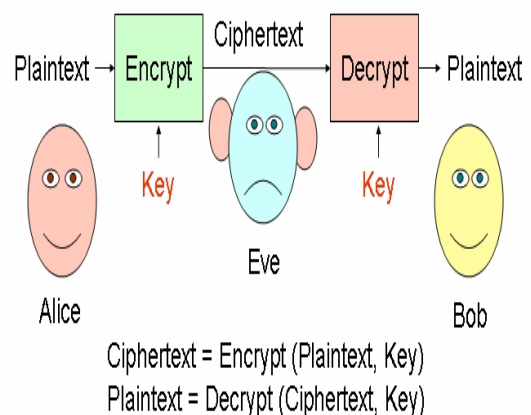 Ciphertext
Plaintext Encrypt Decrypt Plaintext
Key Key
Eve
Alice Bob
Ciphertext = Encrypt (Plaintext, Key)
Plaintext = Decrypt (Ciphertext, Key)